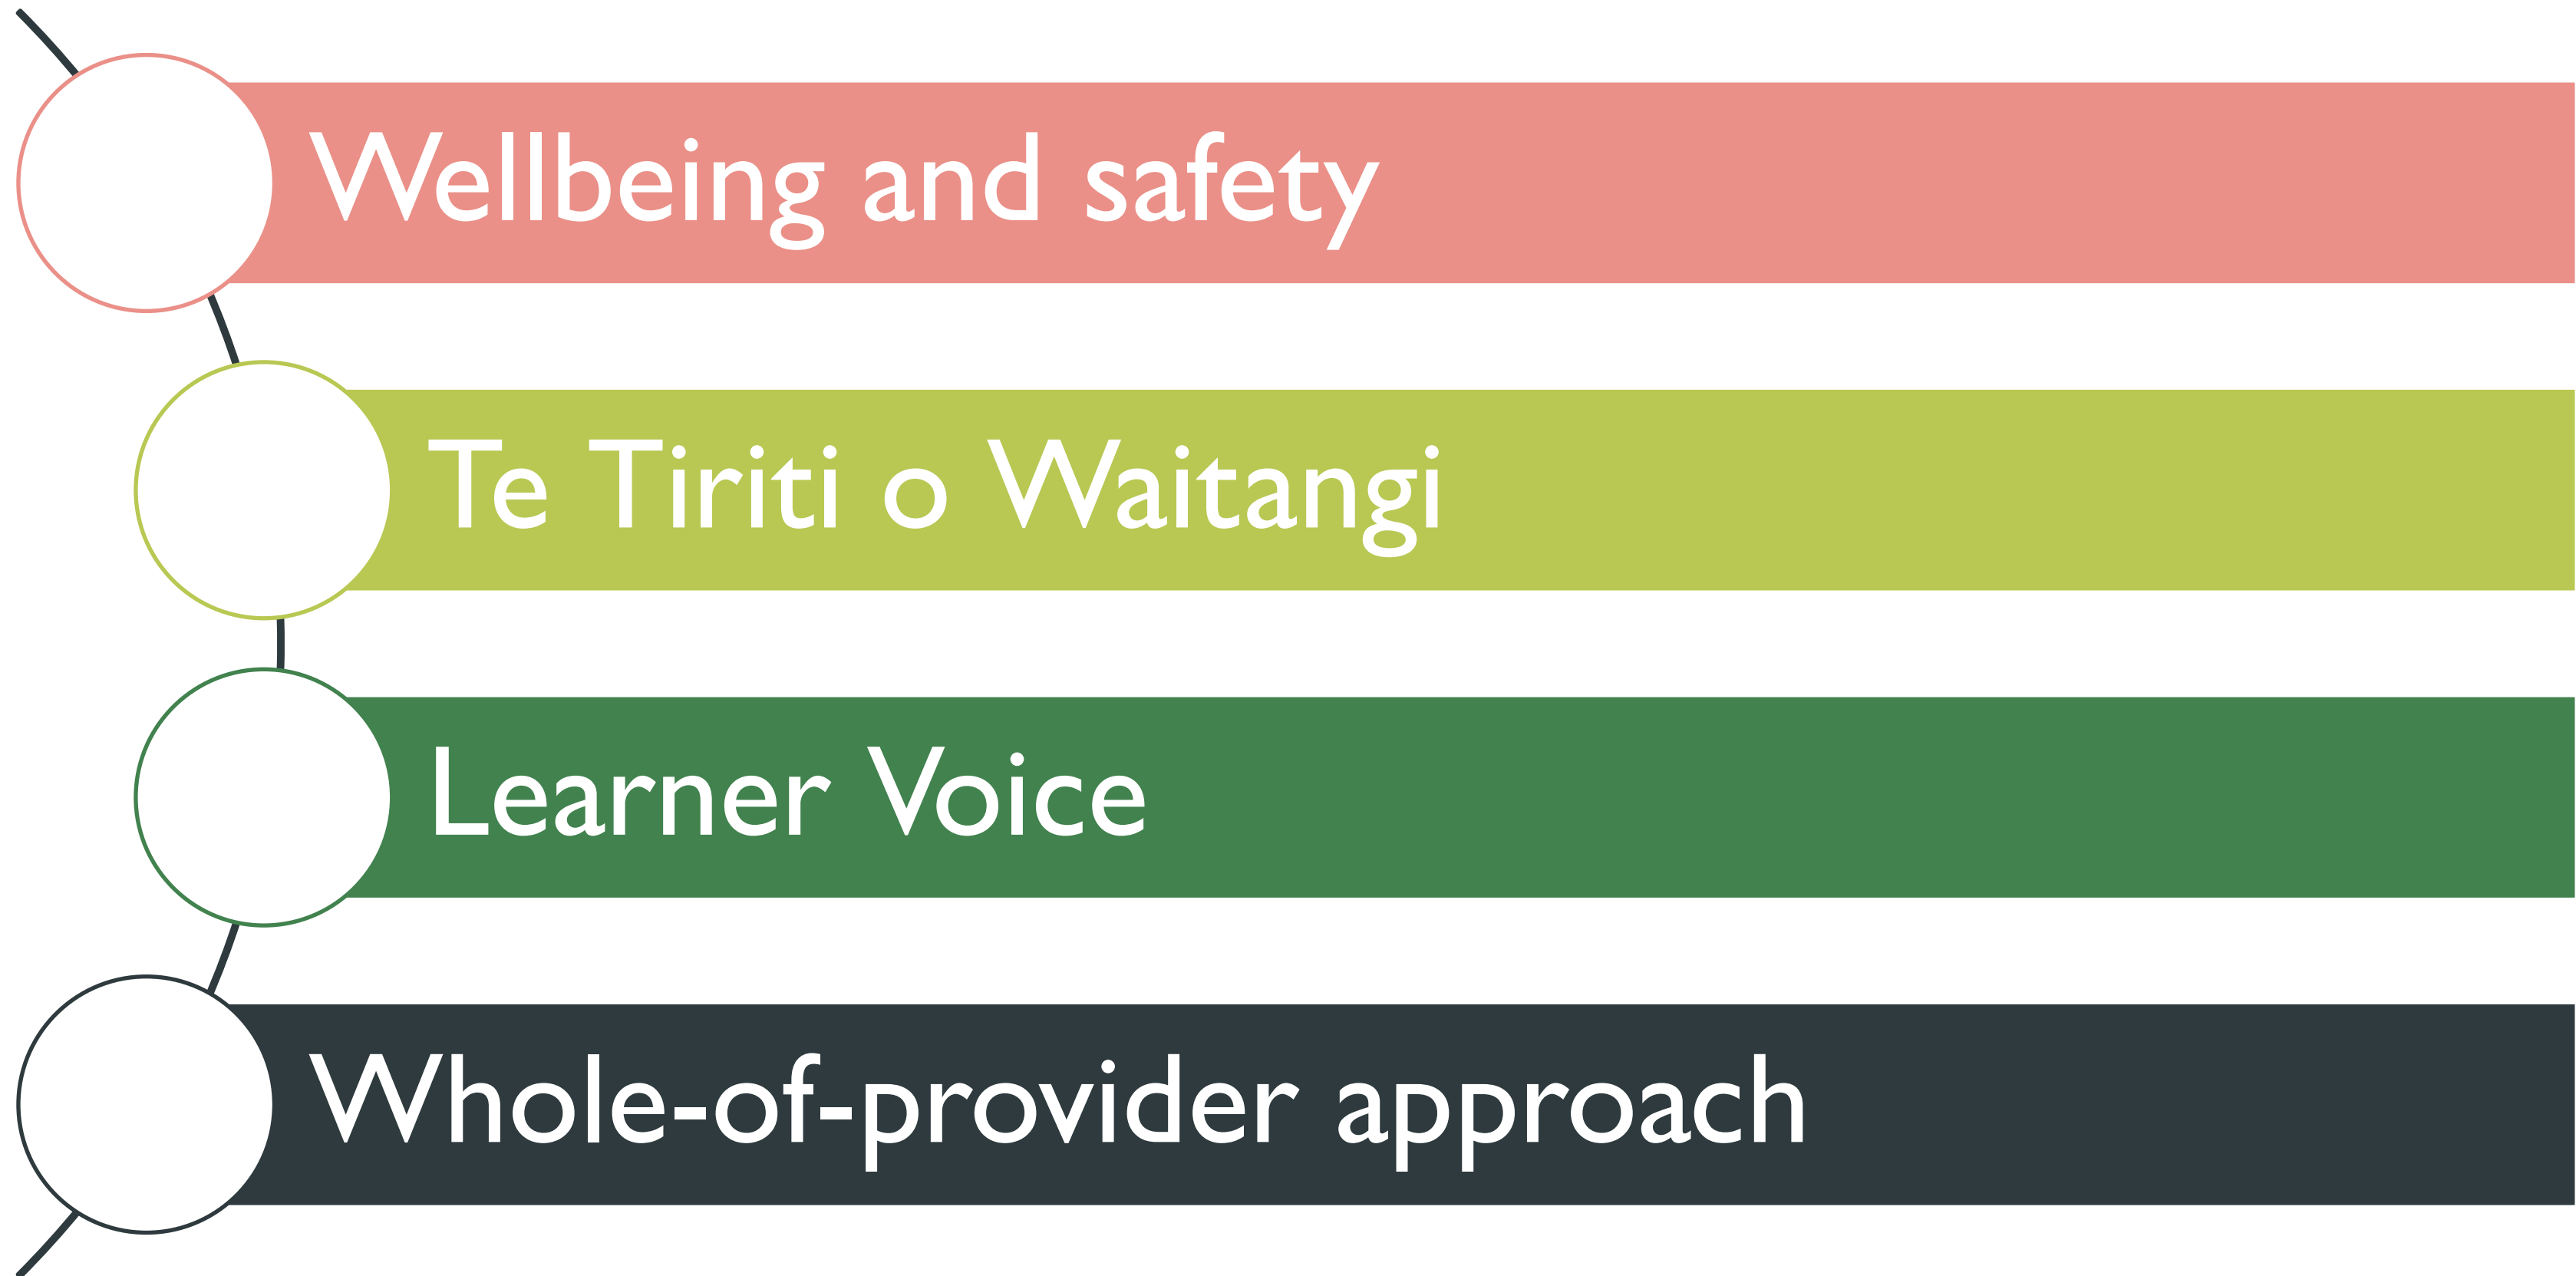 Wellbeing and safety
Te Tiriti o Waitangi
Learner Voice
Whole-of-provider approach